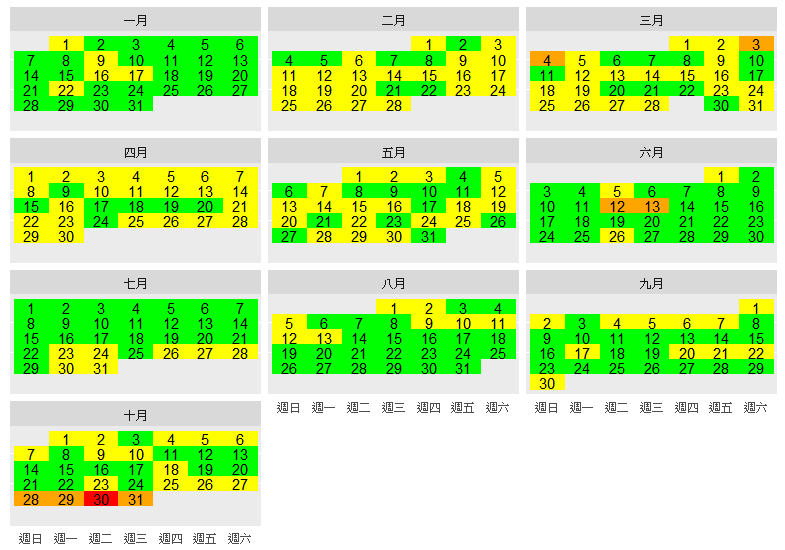 一月
1 2 3 4 5 6
7 8 9 10 11 12 13
14 15 16 17 18 19 20
21 22 23 24 25 26 27
28 29 30 31
二月
1 2 3
4 5 6 7 8 9 10
11 12 13 14 15 16 17
18 19 20 21 22 23 24
25 26 27 28
三月
1 2 3
4 5 6 7 8 9 10
11 12 13 14 15 16 17
18 19 20 21 22 23 24
25 26 27 28 30 31
四月
1 2 3 4 5 6 7
8 9 10 11 12 13 14
15 16 17 18 19 20 21
22 23 24 25 26 27 28
29 30
五月
1 2 3 4 5
6 7 8 9 10 11 12
13 14 15 16 17 18 19
20 21 22 23 24 25 26
27 28 29 30 31
六月
1 2
3 4 5 6 7 8 9
10 11 12 13 14 15 16
17 18 19 20 21 22 23
24 25 26 27 28 29 30
七月
1 2 3 4 5 6 7
8 9 10 11 12 13 14
15 16 17 18 19 20 21
22 23 24 25 26 27 28
29 30 31
八月
1 2 3 4
5 6 7 8 9 10 11
12 13 14 15 16 17 18
19 20 21 22 23 24 25
26 27 28 29 30 31
週日 週一 週二 週三 週四 週五 週六
九月
1
2 3 4 5 6 7 8
9 10 11 12 13 14 15
16 17 18 19 20 21 22
23 24 25 26 27 28 29
30
週日 週一 週二 週三 週四 週五 週六
十月
1 2 3 4 5 6
7 8 9 10 11 12 13
14 15 16 17 18 19 20
21 22 23 24 25 26 27
28 29 30 31
週日 週一 週二 週三 週四 週五 週六